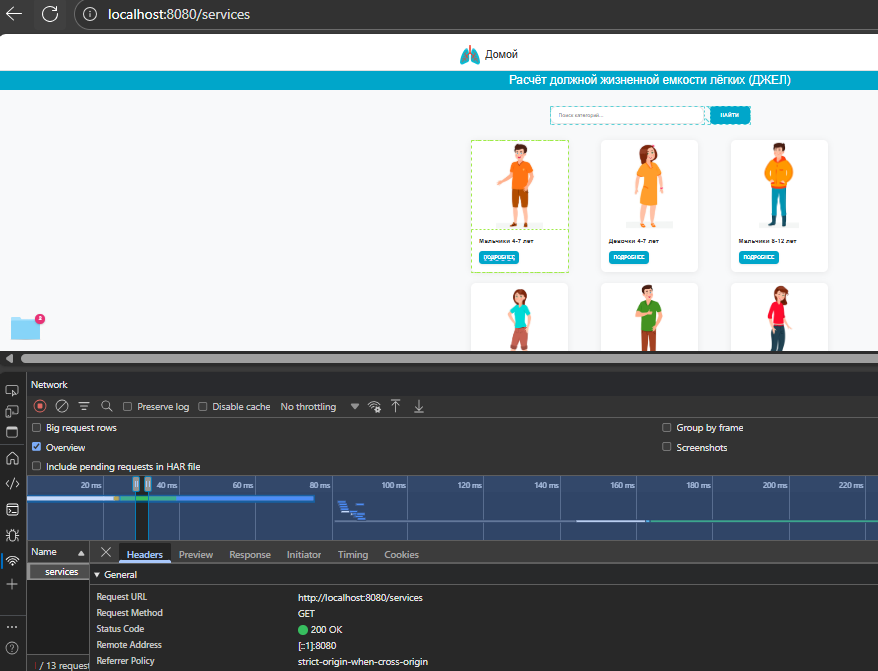 localhost:8080/services
Домой
Расчёт должной жизненной емкости лёгких (ДЖЕЛ)
Поиск категорий...
НАЙТИ
Мальчики 4-7 лет
Девочки 4-7 лет
Мальчики 8-12 лет
ПОДРОБНЕЕ
ПОДРОБНЕЕ
ПОДРОБНЕЕ
Network
Preserve log
Disable cache
No throttling
Big request rows
Group by frame
Overview
Screenshots
Include pending requests in HAR file
20 ms
40 ms
60 ms
80 ms
100 ms
120 ms
140 ms
160 ms
180 ms
200 ms
220 ms
Name
Headers
Preview
Response
Initiator
Timing
Cookies
services
General
Request URL
http://localhost:8080/services
Request Method
GET
Status Code
200 OK
Remote Address
[::1]:8080
Referrer Policy
strict-origin-when-cross-origin
/ 13 request